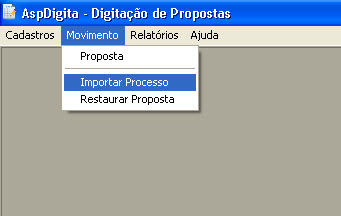 AspDigita - Digitação de Propostas
Cadastros Movimento Relatórios Ajuda
Proposta
Importar Processo
Restaurar Proposta